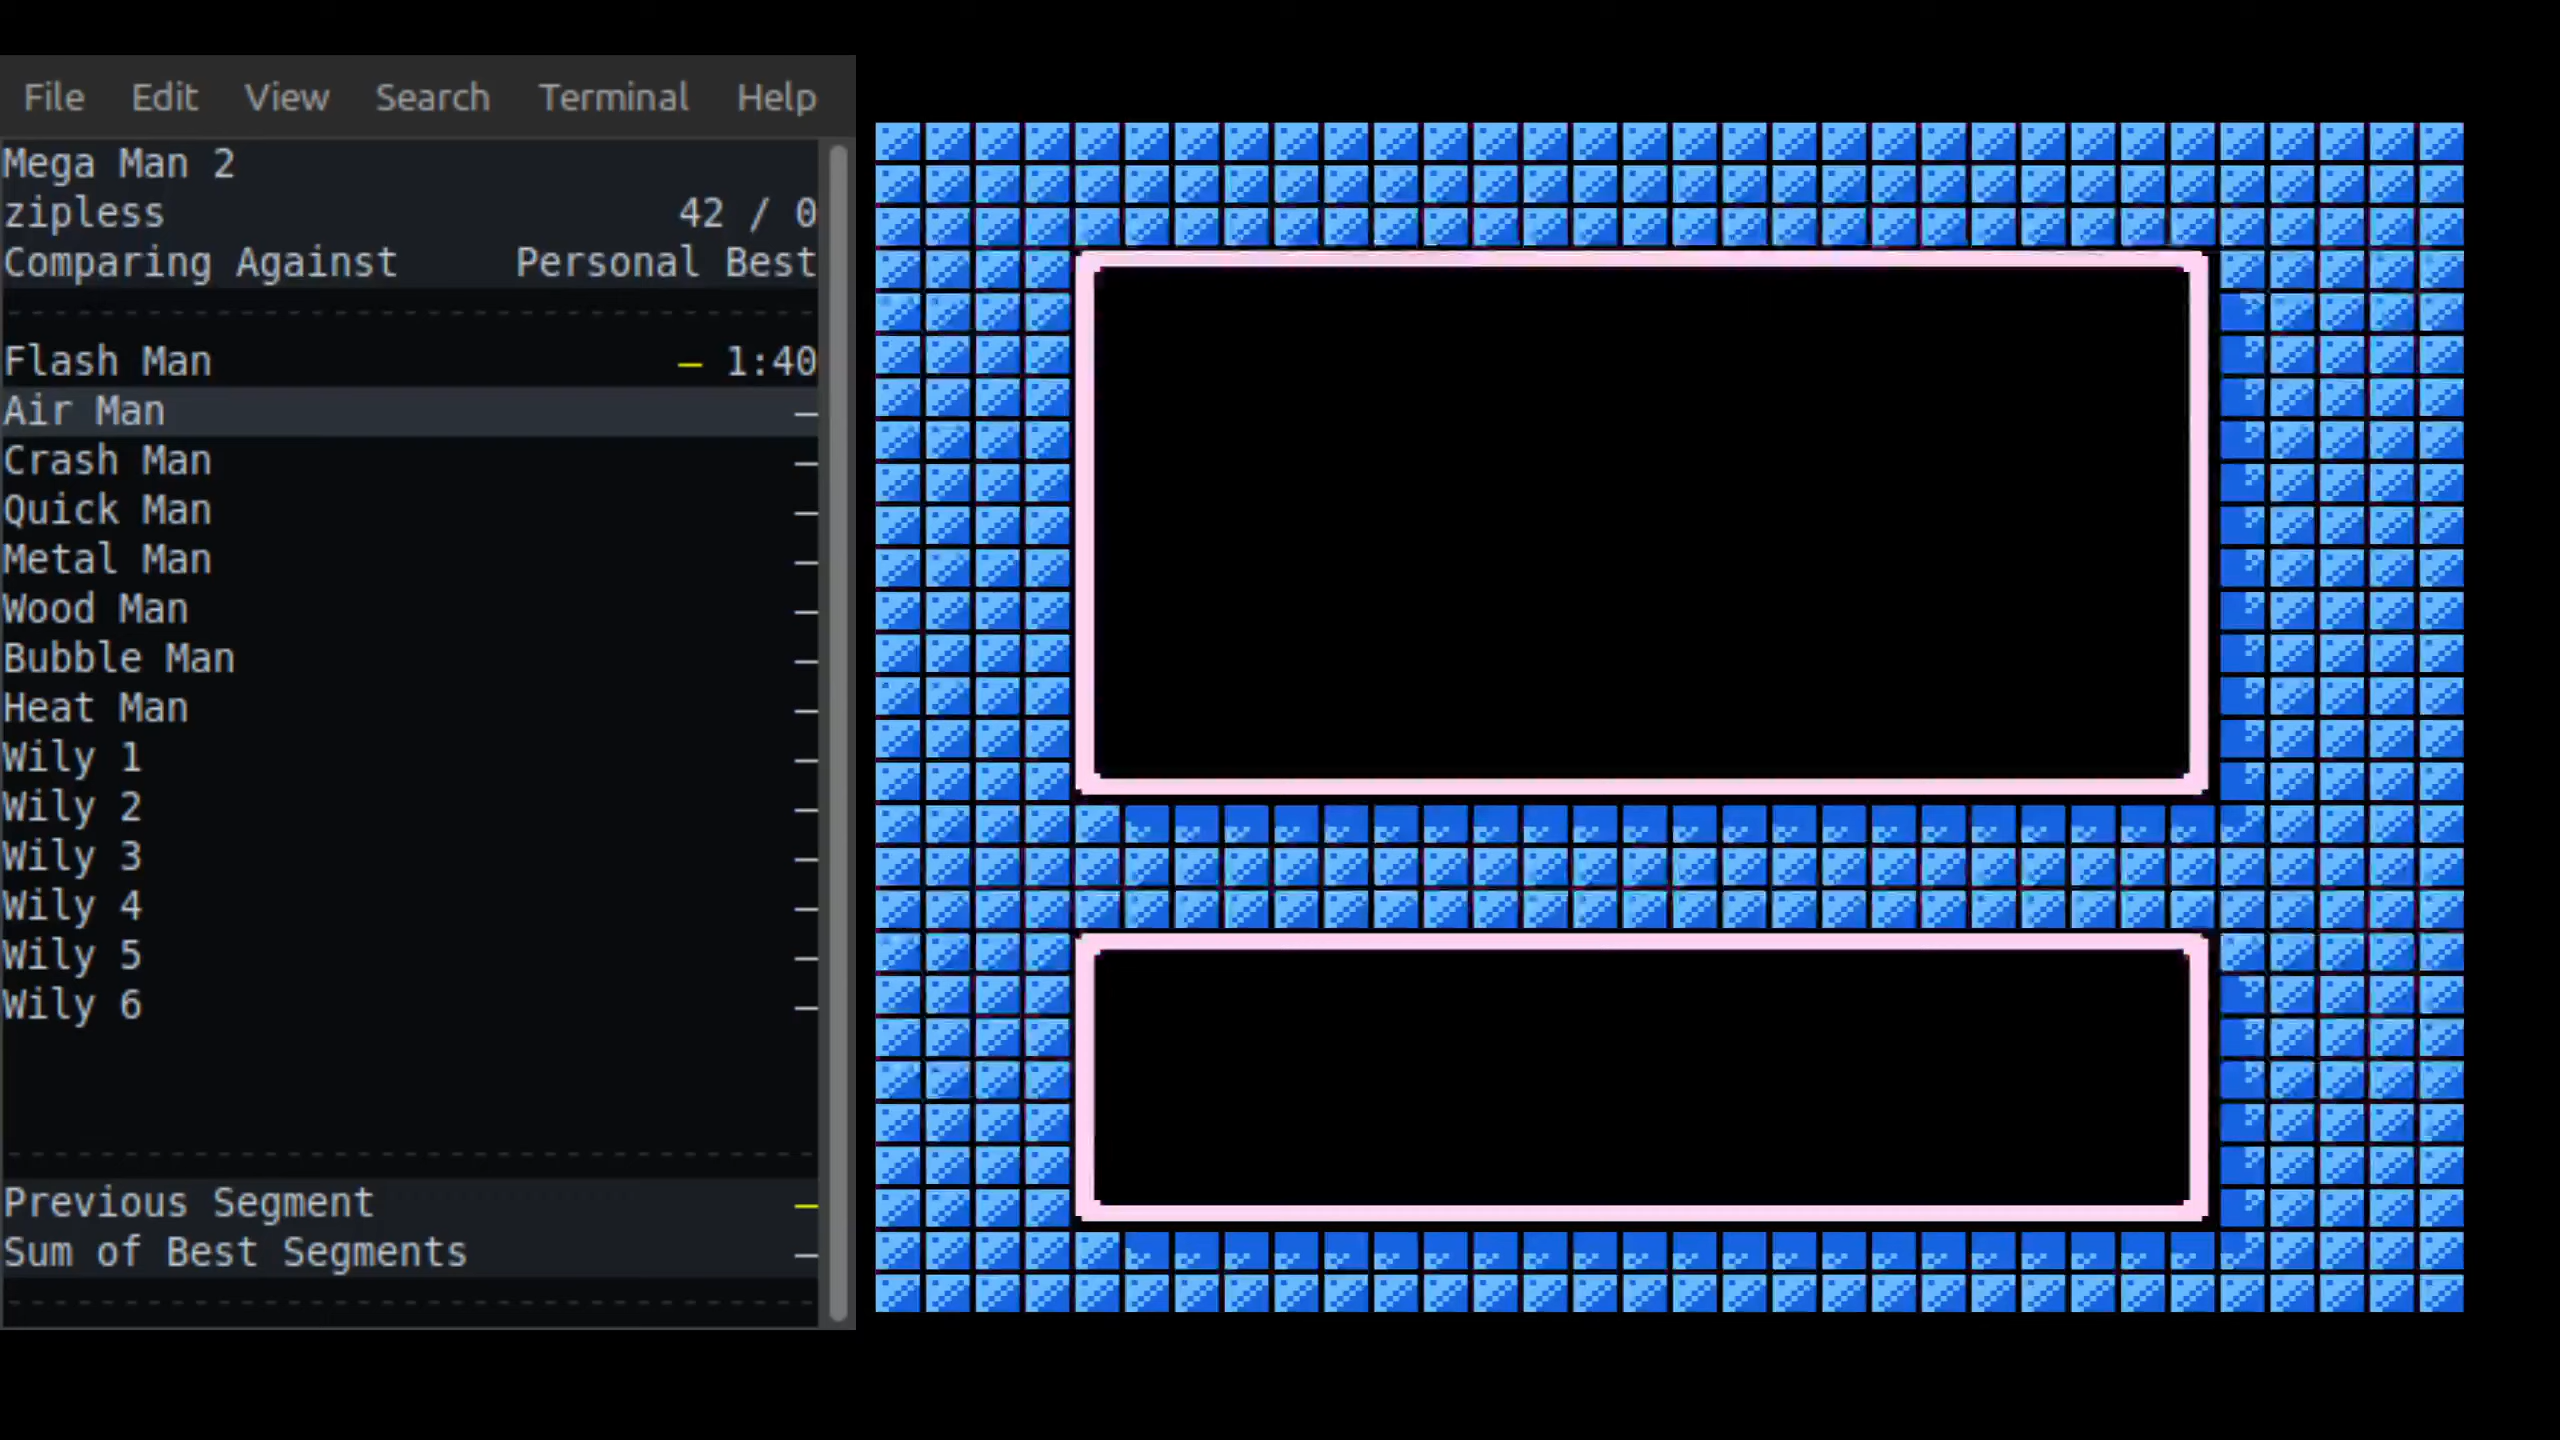 File Edit View Search Terminal Help
Mega Man 2
zipless 42 / 0
Comparing Against Personal Best
Flash Man — 1:40
Air Man —
Crash Man —
Quick Man —
Metal Man —
Wood Man —
Bubble Man —
Heat Man —
Wily 1 —
Wily 2 —
Wily 3 —
Wily 4 —
Wily 5 —
Wily 6 —
Previous Segment —
Sum of Best Segments —